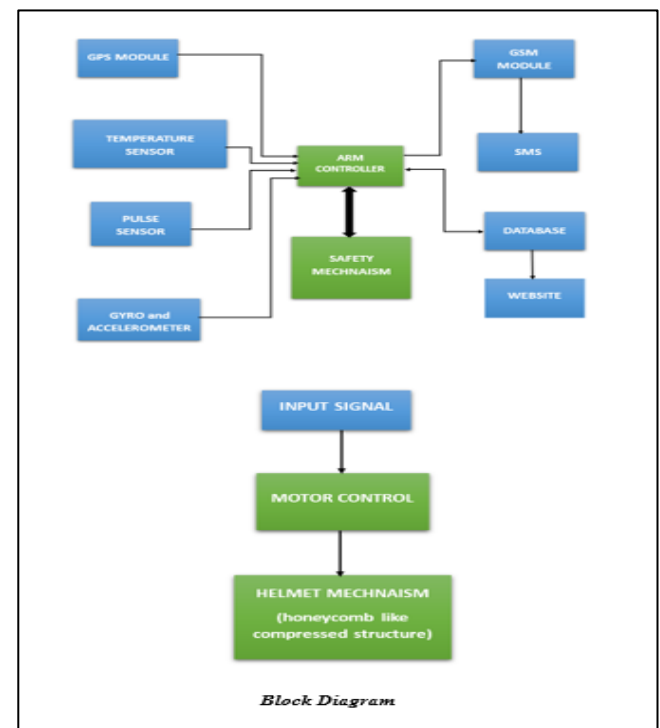 GPS MODULE
GSM
MODULE
TEMPERATURE
SENSOR
ARM
CONTROLLER
SMS
PULSE
SENSOR
DATABASE
SAFETY
MECHNAISM
WEBSITE
GYRO and
ACCELEROMETER
INPUT SIGNAL
MOTOR CONTROL
HELMET MECHNAISM
(honeycomb like
compressed structure)
Block Diagram